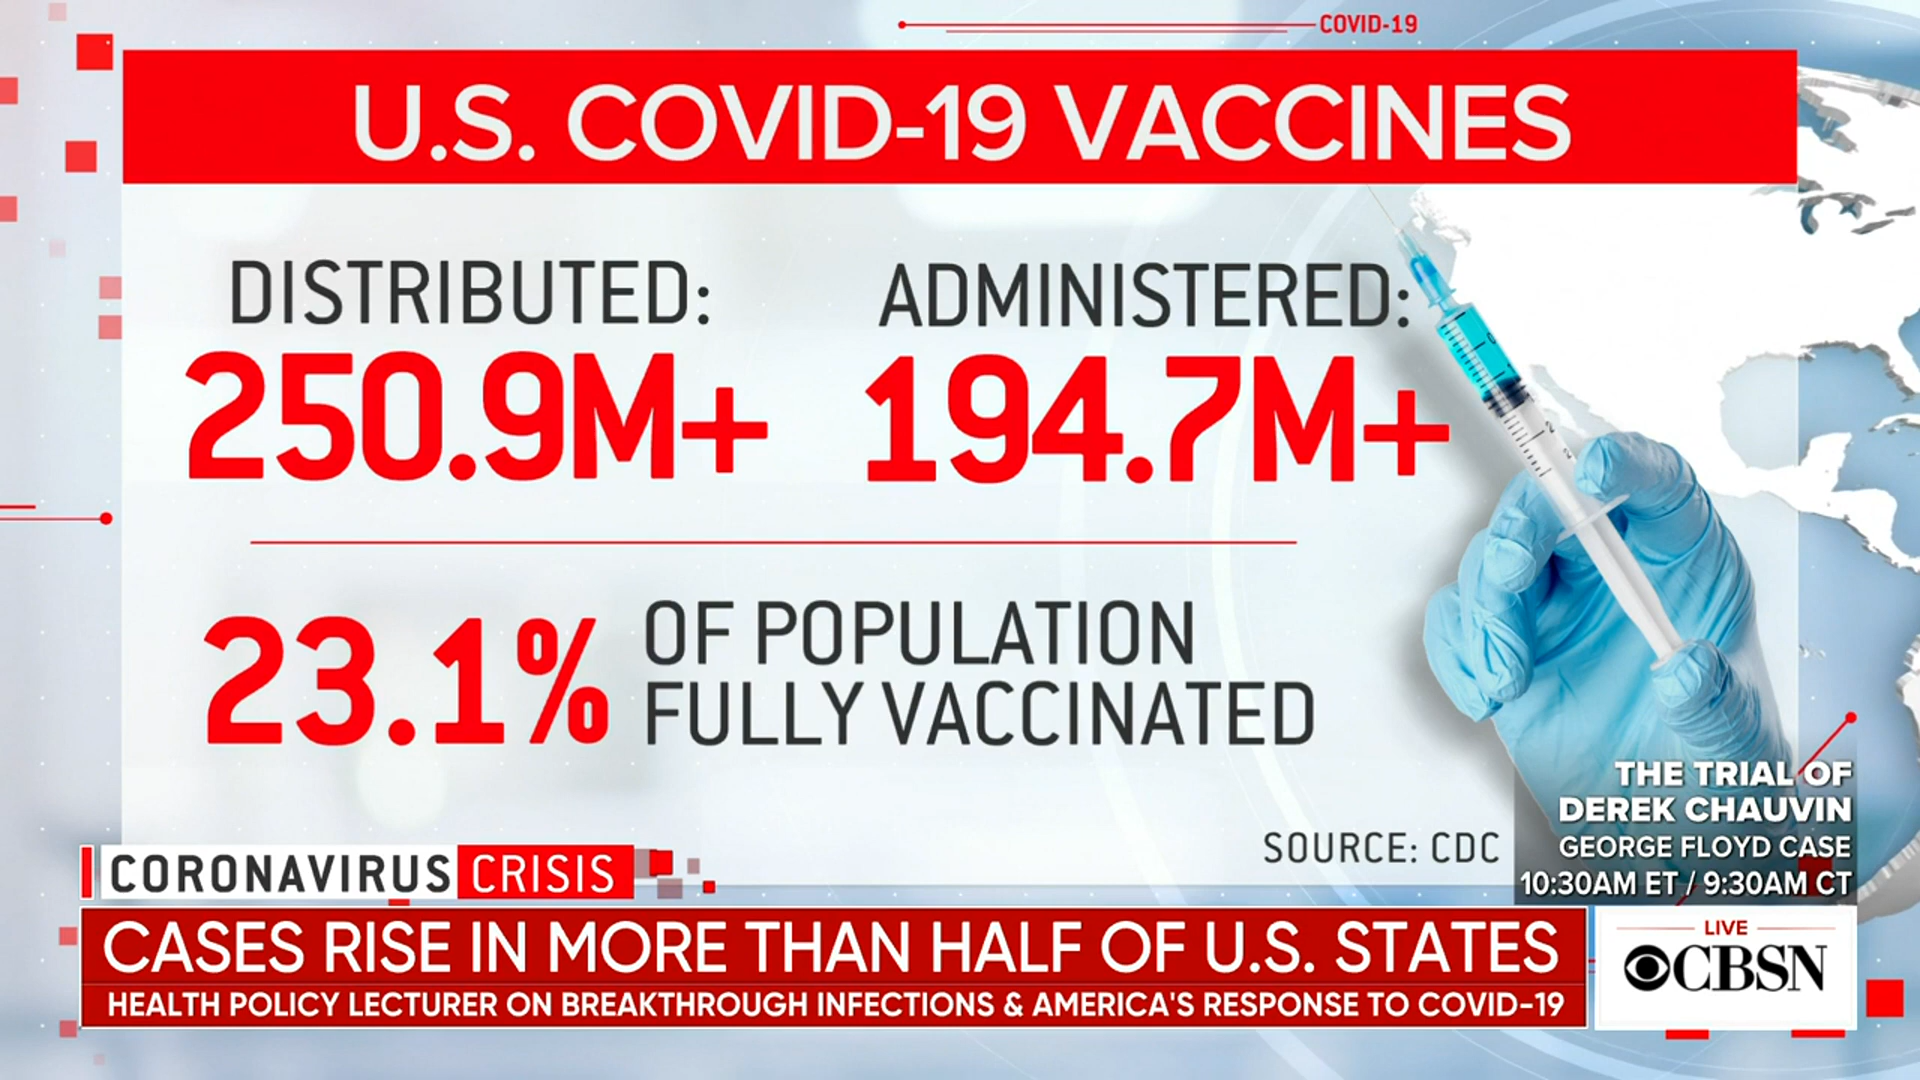 COVID-19
U.S. COVID-19 VACCINES
DISTRIBUTED:
250.9M+
ADMINISTERED:
194.7M+
23.1%
OF POPULATION
FULLY VACCINATED
SOURCE: CDC
THE TRIAL OF
DEREK CHAUVIN
GEORGE FLOYD CASE
10:30AM ET / 9:30AM CT
CORONAVIRUS CRISIS
CASES RISE IN MORE THAN HALF OF U.S. STATES
HEALTH POLICY LECTURER ON BREAKTHROUGH INFECTIONS & AMERICA'S RESPONSE TO COVID-19
LIVE
CBSN